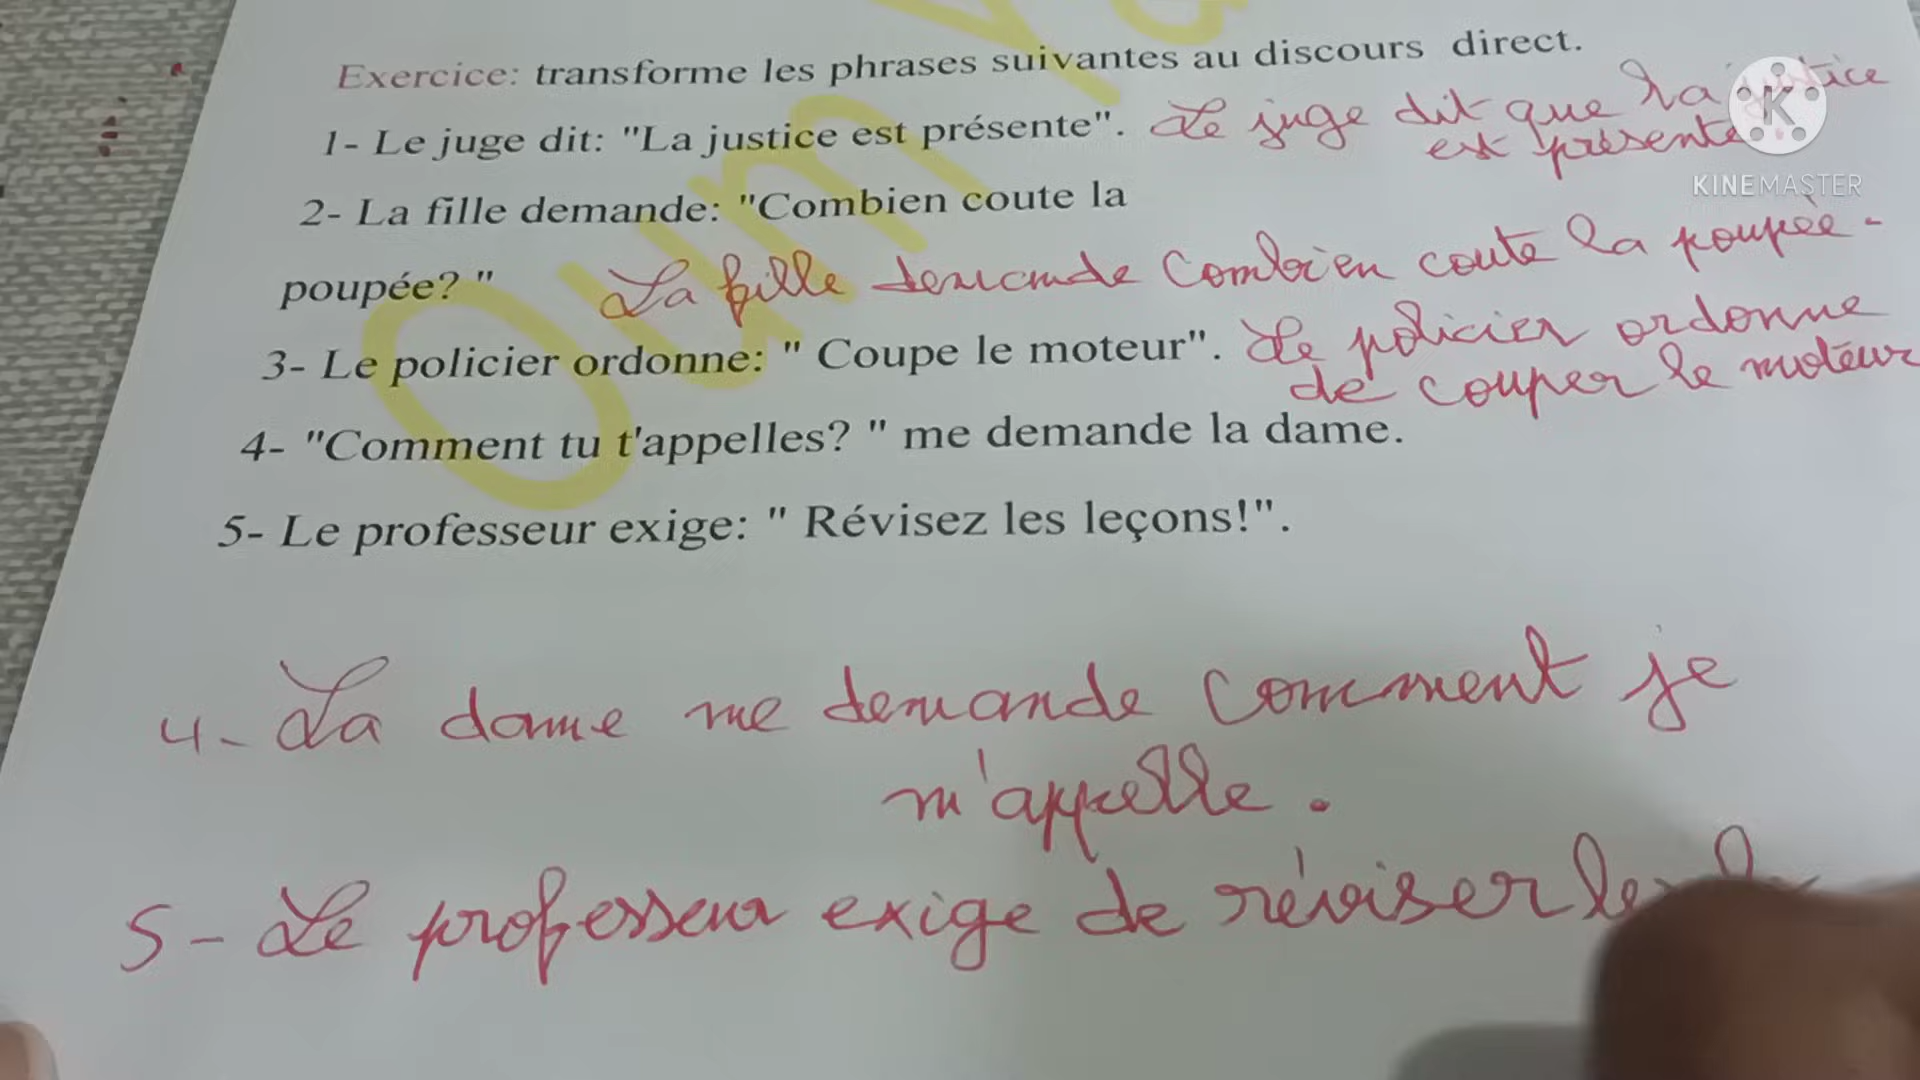 Exercice: transforme les phrases suivantes au discours direct.
1- Le juge dit: "La justice est présente". Le juge dit que la justice
est présente
KINEMASTER
2- La fille demande: "Combien coute la
poupée? " La fille demande Combien coute la poupée.
3- Le policier ordonne: " Coupe le moteur". Le policier ordonne
de couper le moteur
4- "Comment tu t'appelles? " me demande la dame.
5- Le professeur exige: " Révisez les leçons!".
4- La dame me demande comment je
m'appelle.
5- Le professeur exige de réviser